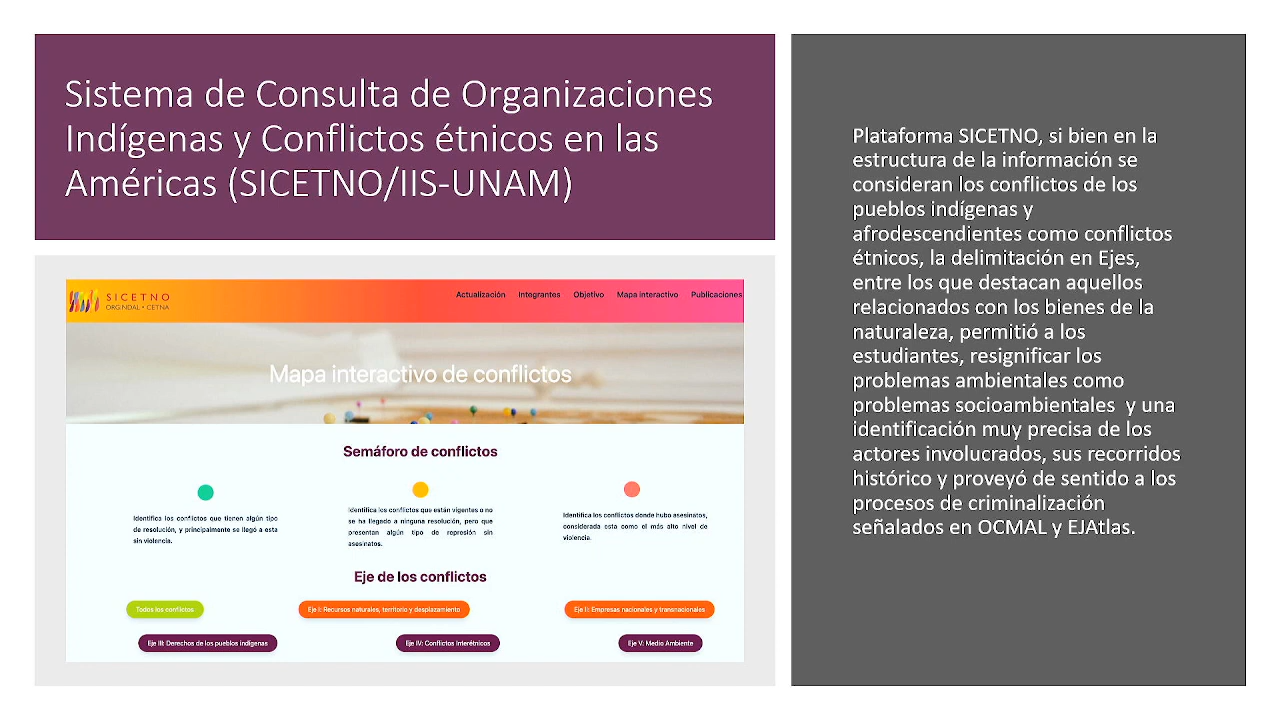 Sistema de Consulta de Organizaciones
Indígenas y Conflictos étnicos en las
Américas (SICETNO/IIS-UNAM)
SICETNO
ORGINDAL • CETNA
Actualización Integrantes Objetivo Mapa interactivo Publicaciones
Mapa interactivo de conflictos
Semáforo de conflictos
Identifica los conflictos que tienen algún tipo
de resolución, y principalmente se llegó a esta
sin violencia.
Identifica los conflictos que están vigentes o no
se ha llegado a ninguna resolución, pero que
presentan algún tipo de represión sin
asesinatos.
Identifica los conflictos donde hubo asesinatos,
considerada esta como el más alto nivel de
violencia.
Eje de los conflictos
Todos los conflictos
Eje I: Recursos naturales, territorio y desplazamiento
Eje II: Empresas nacionales y transnacionales
Eje III: Derechos de los pueblos indígenas
Eje IV: Conflictos Interétnicos
Eje V: Medio Ambiente
Plataforma SICETNO, si bien en la
estructura de la información se
consideran los conflictos de los
pueblos indígenas y
afrodescendientes como conflictos
étnicos, la delimitación en Ejes,
entre los que destacan aquellos
relacionados con los bienes de la
naturaleza, permitió a los
estudiantes, resignificar los
problemas ambientales como
problemas socioambientales  y una
identificación muy precisa de los
actores involucrados, sus recorridos
histórico y proveyó de sentido a los
procesos de criminalización
señalados en OCMAL y EJAtlas.